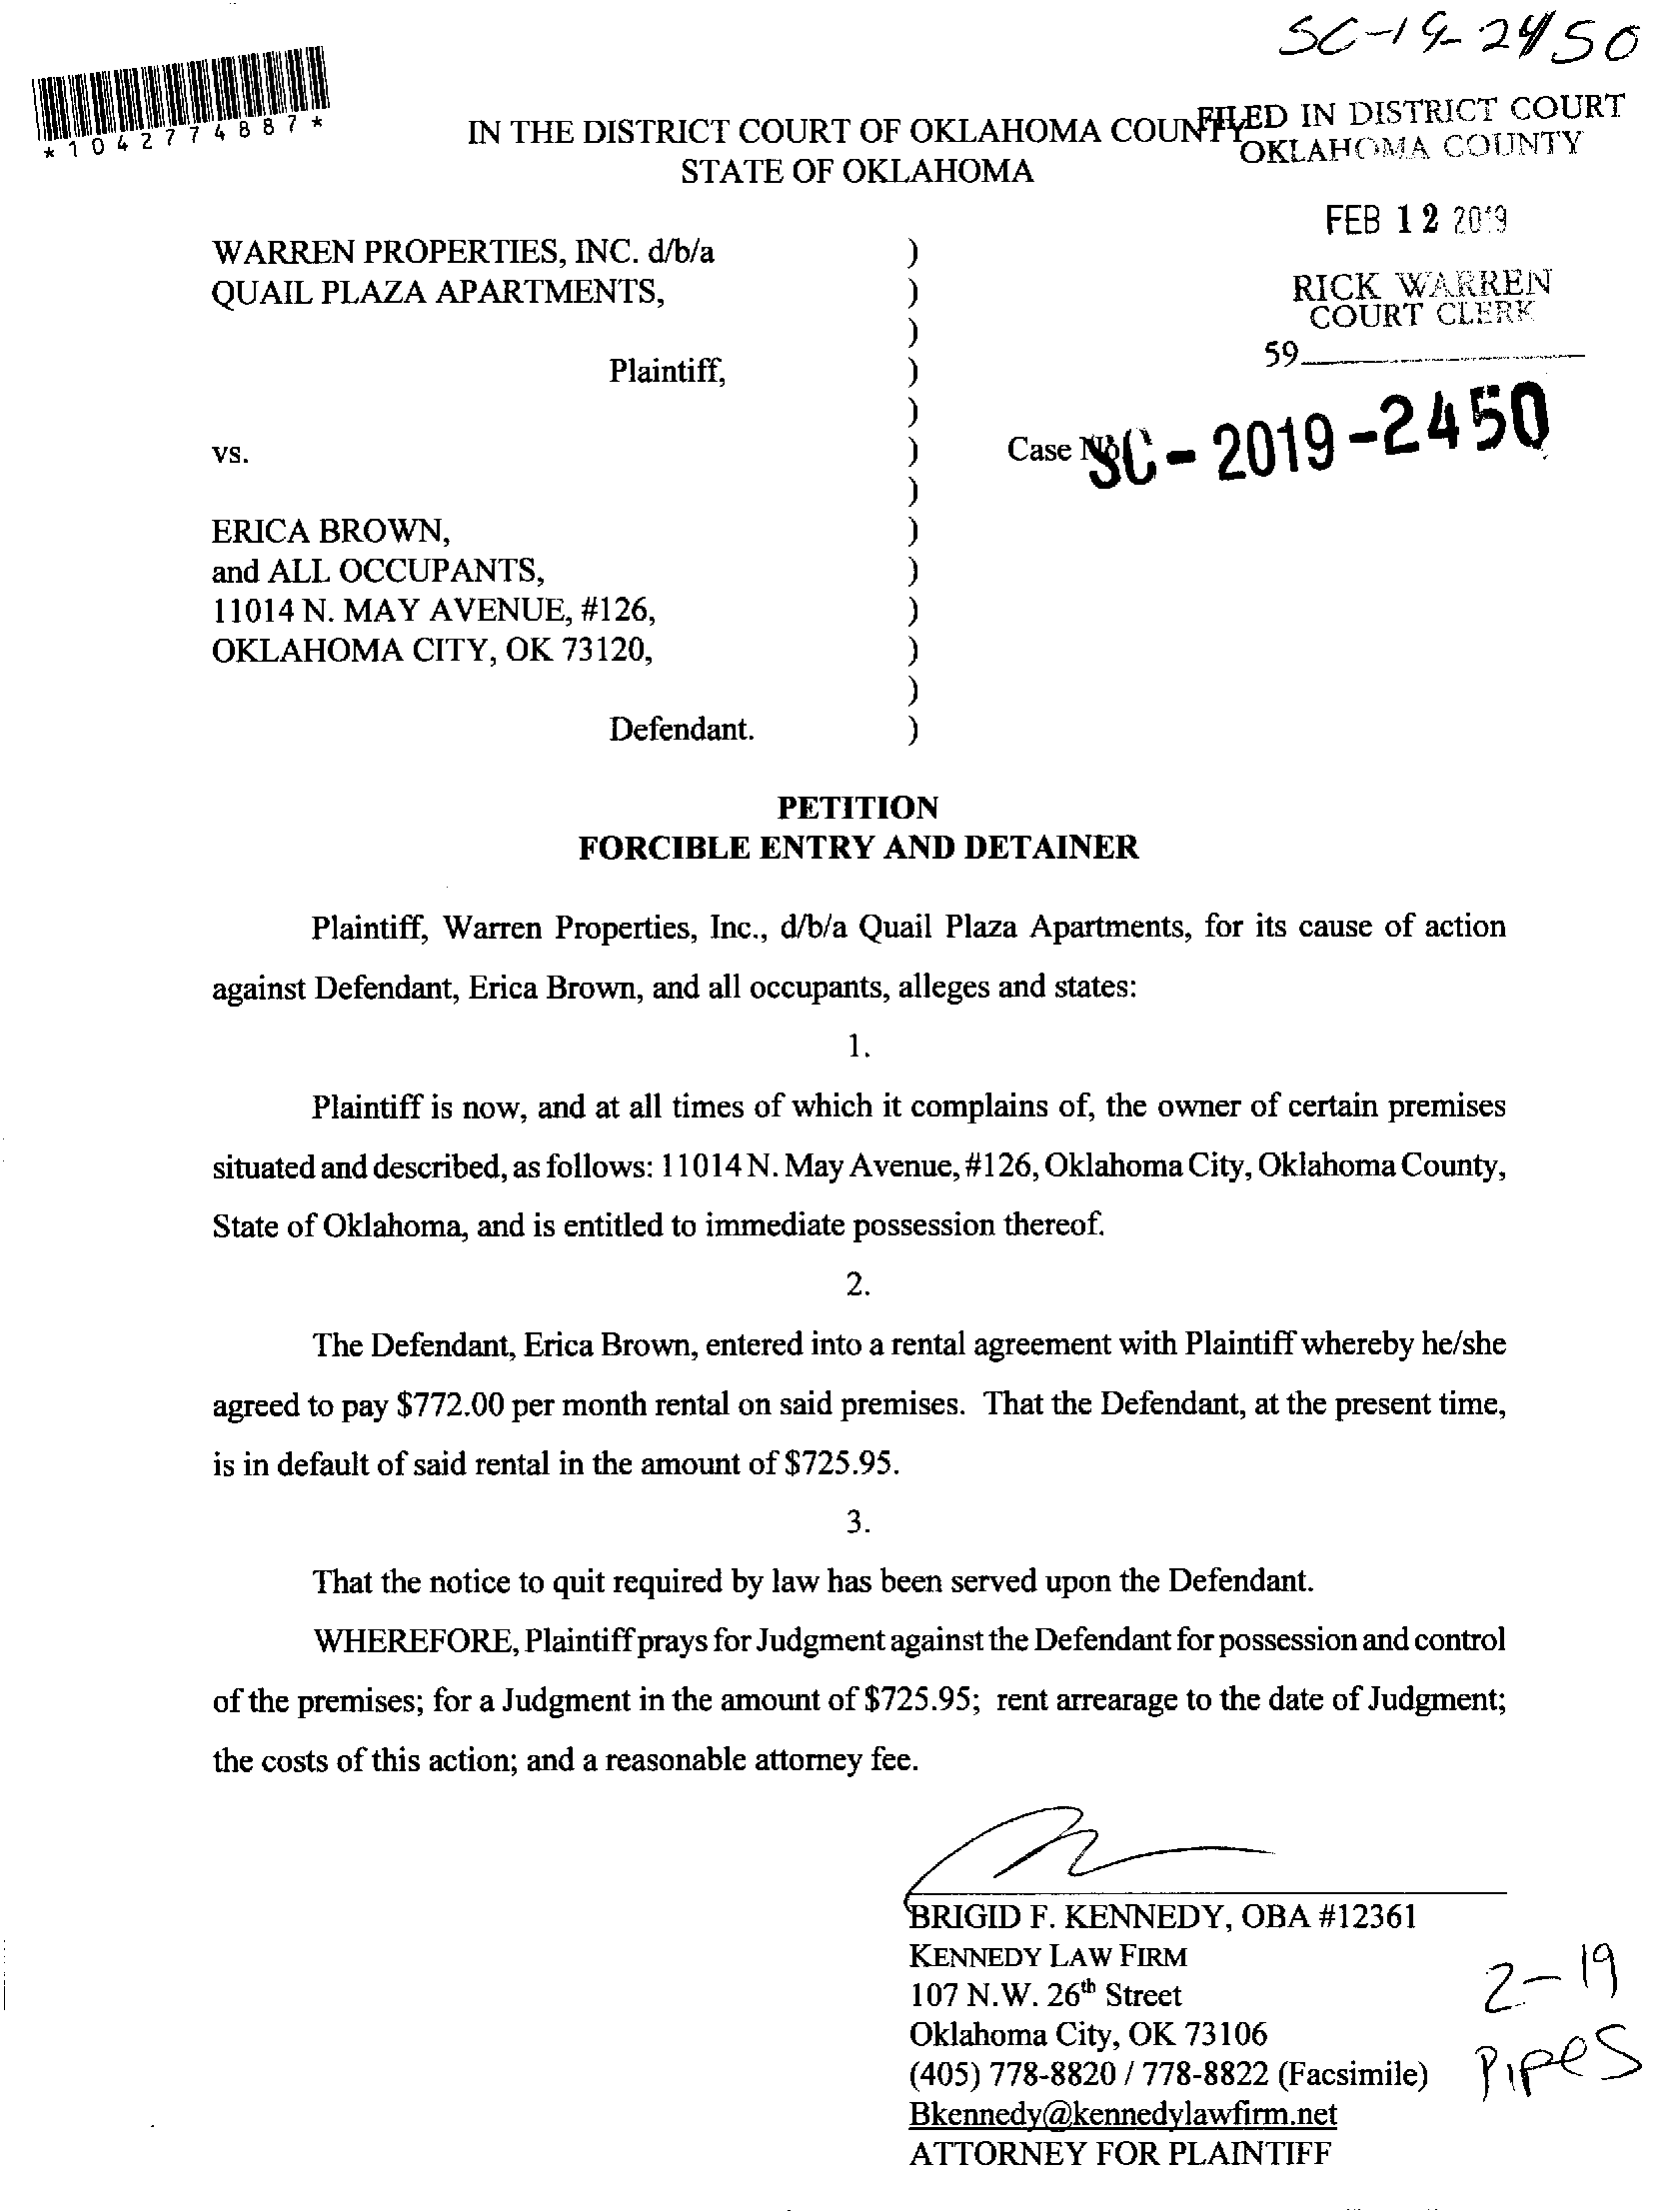 SC-19-2450
*1042774887*
IN THE DISTRICT COURT OF OKLAHOMA COUNTY
STATE OF OKLAHOMA
FILED IN DISTRICT COURT
OKLAHOMA COUNTY
FEB 12 2019
RICK WARREN
COURT CLERK
59
WARREN PROPERTIES, INC. d/b/a )
QUAIL PLAZA APARTMENTS, )
)
Plaintiff, )
)
vs. ) Case No. SC-2019-2450
)
ERICA BROWN, )
and ALL OCCUPANTS, )
11014 N. MAY AVENUE, #126, )
OKLAHOMA CITY, OK 73120, )
)
Defendant. )
PETITION
FORCIBLE ENTRY AND DETAINER
Plaintiff, Warren Properties, Inc., d/b/a Quail Plaza Apartments, for its cause of action
against Defendant, Erica Brown, and all occupants, alleges and states:
1.
Plaintiff is now, and at all times of which it complains of, the owner of certain premises
situated and described, as follows: 11014 N. May Avenue, #126, Oklahoma City, Oklahoma County,
State of Oklahoma, and is entitled to immediate possession thereof.
2.
The Defendant, Erica Brown, entered into a rental agreement with Plaintiff whereby he/she
agreed to pay $772.00 per month rental on said premises. That the Defendant, at the present time,
is in default of said rental in the amount of $725.95.
3.
That the notice to quit required by law has been served upon the Defendant.
WHEREFORE, Plaintiff prays for Judgment against the Defendant for possession and control
of the premises; for a Judgment in the amount of $725.95; rent arrearage to the date of Judgment;
the costs of this action; and a reasonable attorney fee.
BRIGID F. KENNEDY, OBA #12361
KENNEDY LAW FIRM
107 N.W. 26th Street
Oklahoma City, OK 73106
(405) 778-8820 / 778-8822 (Facsimile)
Bkennedy@kennedylawfirm.net
ATTORNEY FOR PLAINTIFF
2-19
Pipes